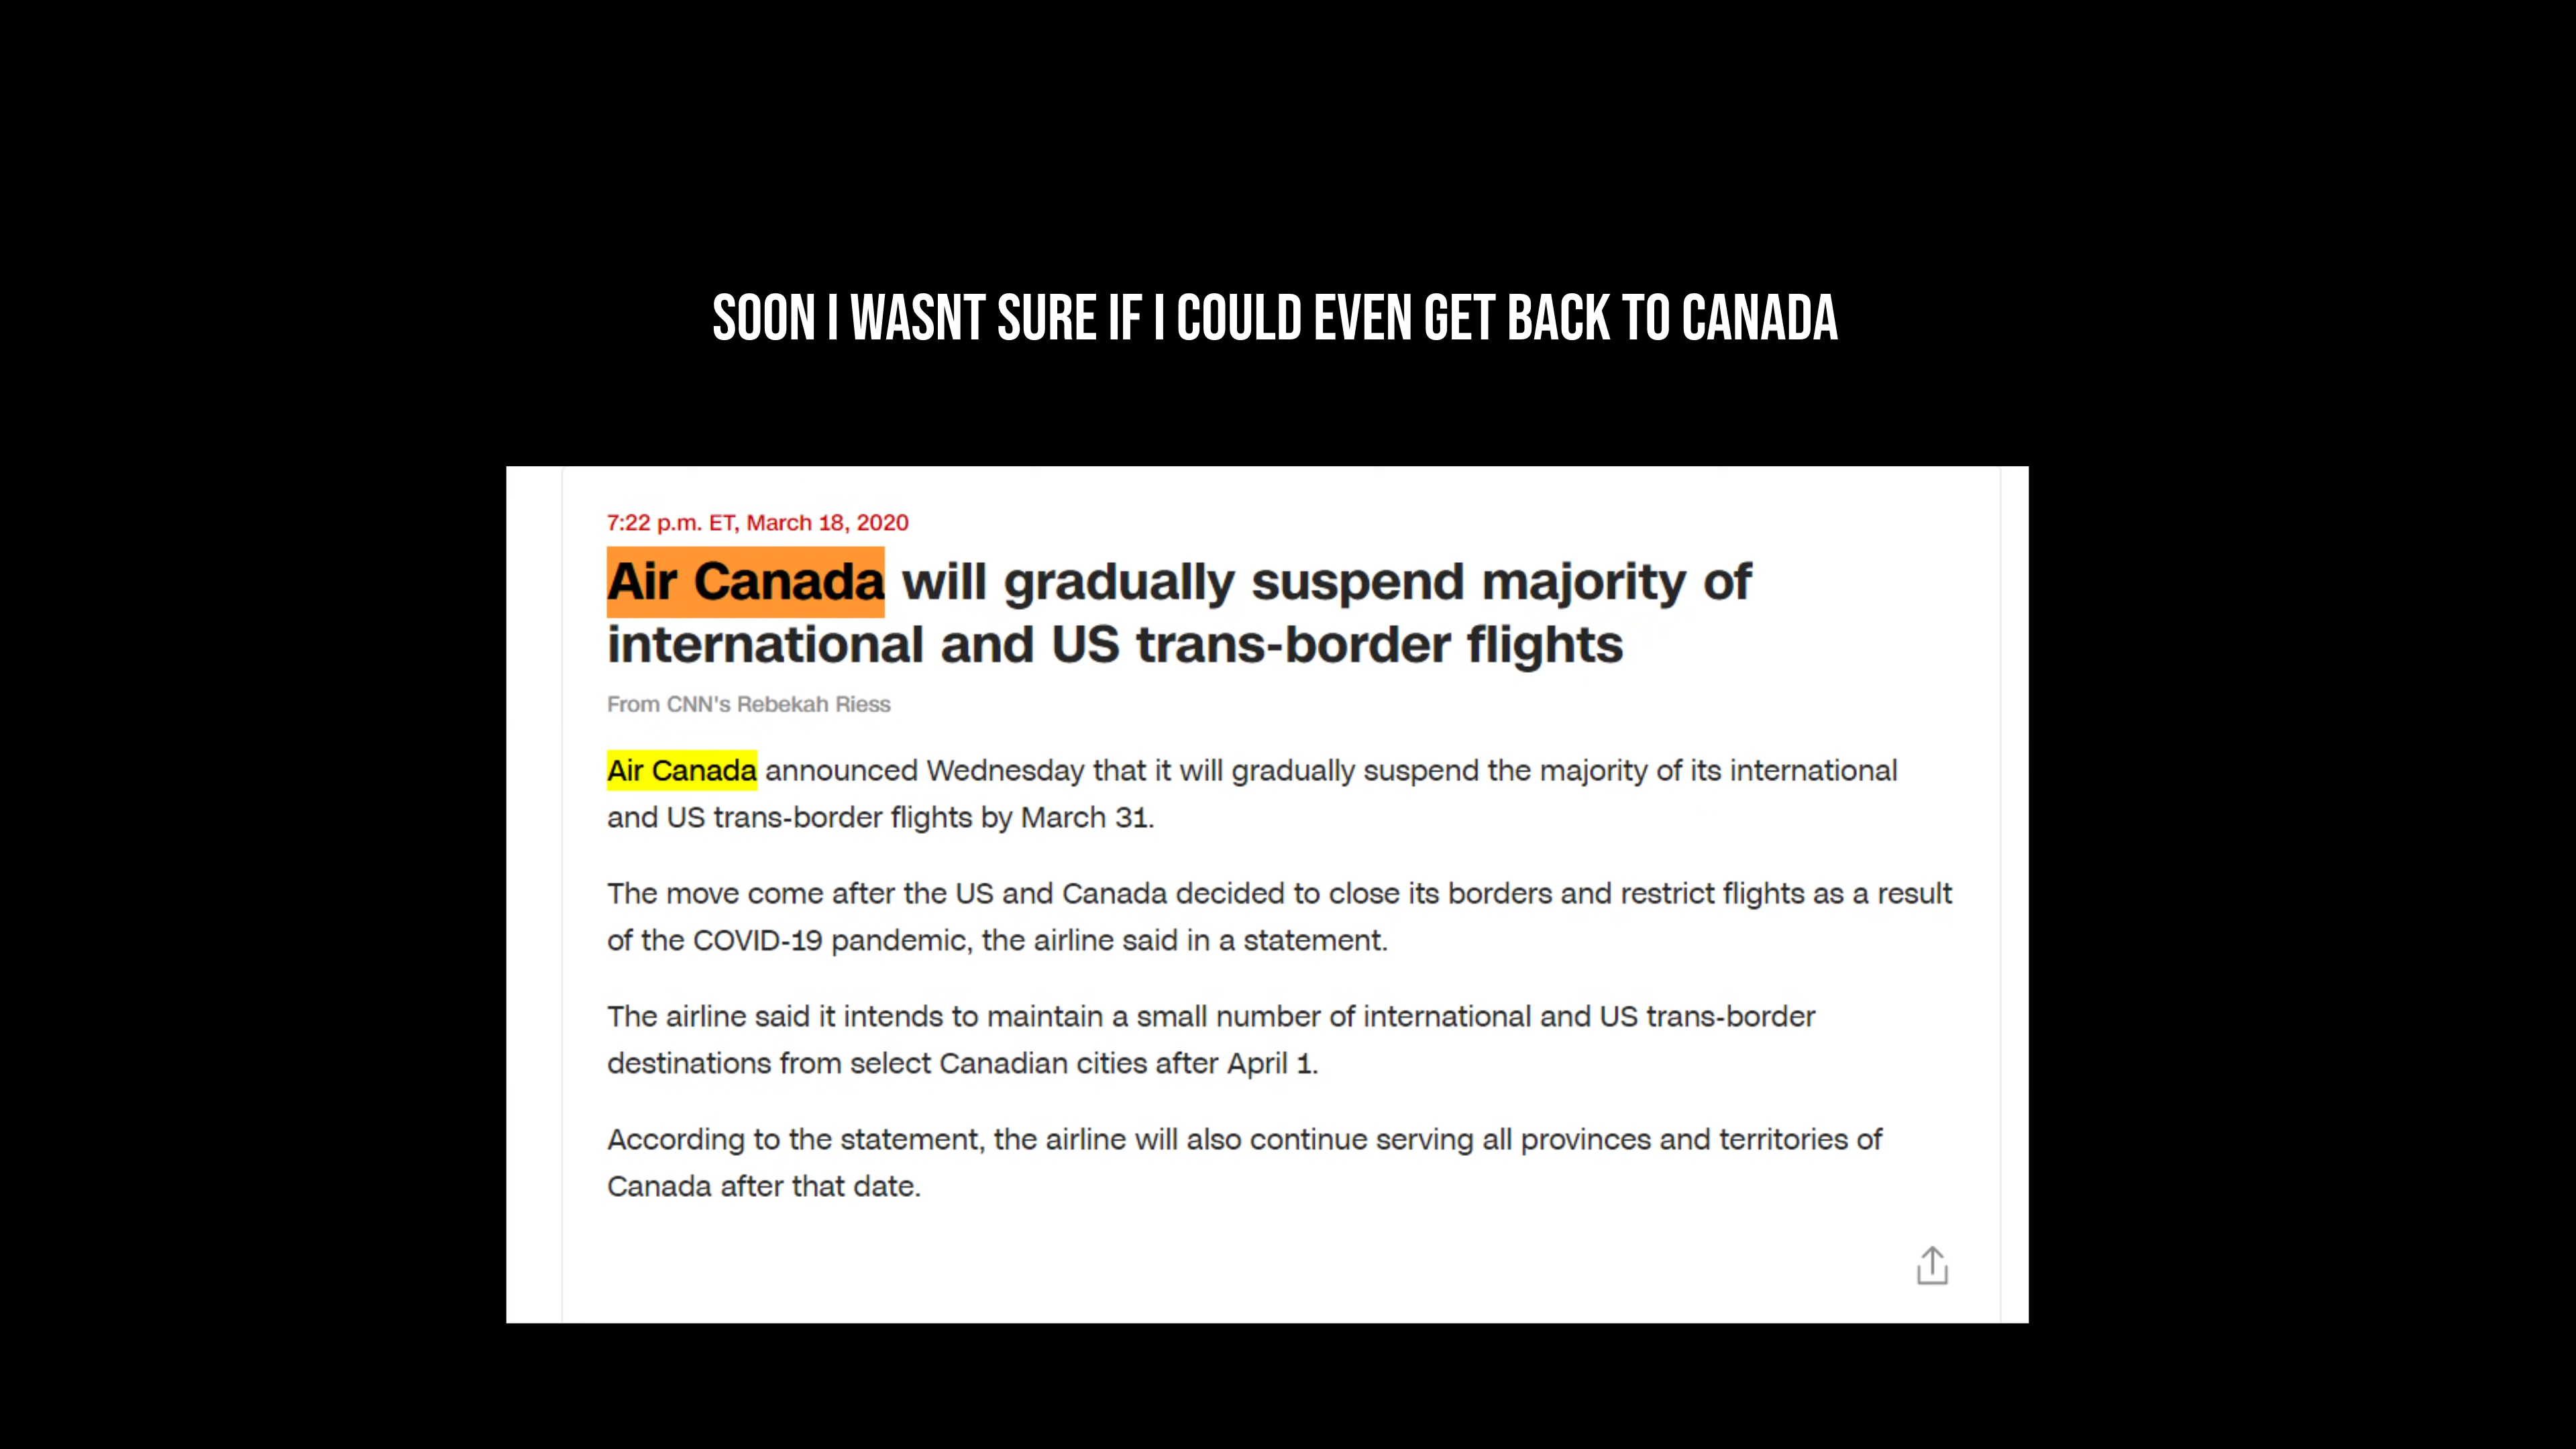 SOON I WASNT SURE IF I COULD EVEN GET BACK TO CANADA
7:22 p.m. ET, March 18, 2020
Air Canada will gradually suspend majority of
international and US trans-border flights
From CNN's Rebekah Riess
Air Canada announced Wednesday that it will gradually suspend the majority of its international
and US trans-border flights by March 31.
The move come after the US and Canada decided to close its borders and restrict flights as a result
of the COVID-19 pandemic, the airline said in a statement.
The airline said it intends to maintain a small number of international and US trans-border
destinations from select Canadian cities after April 1.
According to the statement, the airline will also continue serving all provinces and territories of
Canada after that date.